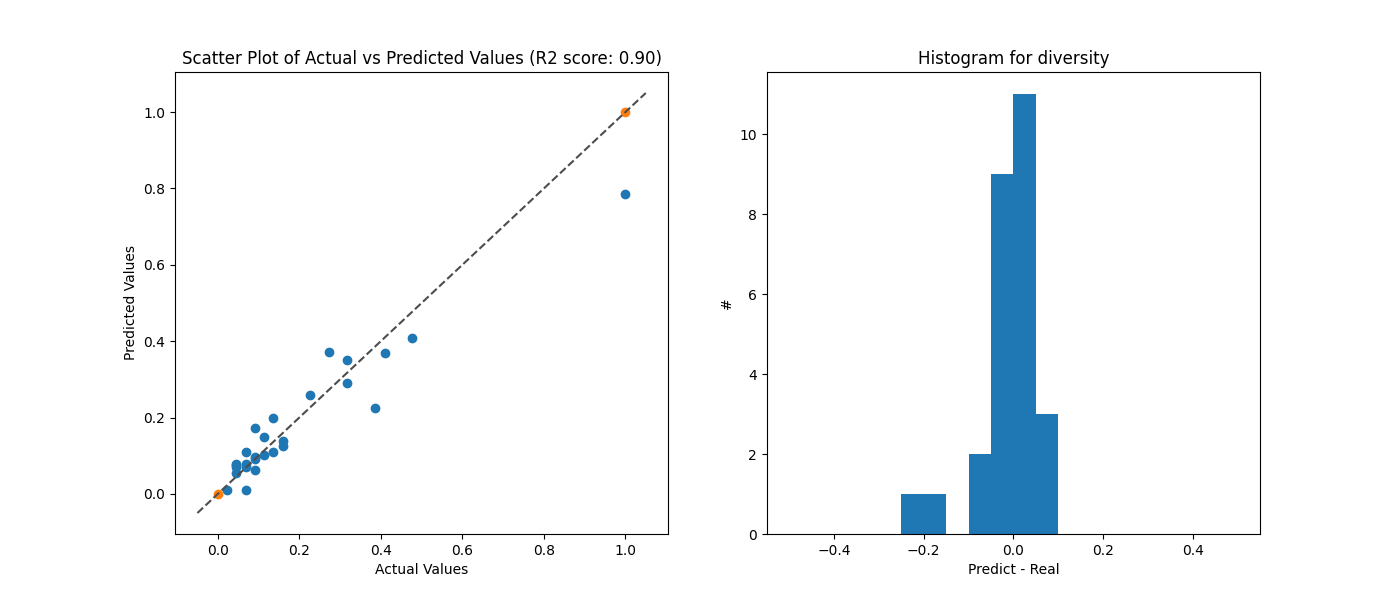 Scatter Plot of Actual vs Predicted Values (R2 score: 0.90)
1.0
0.8
0.6
0.4
0.2
0.0
Predicted Values
0.0 0.2 0.4 0.6 0.8 1.0
Actual Values
Histogram for diversity
10
8
6
4
2
0
#
−0.4 −0.2 0.0 0.2 0.4
Predict - Real